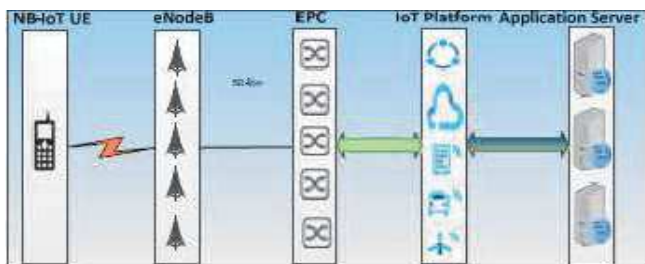 NB-IoT UE
eNodeB
EPC
IoT Platform
Application Server